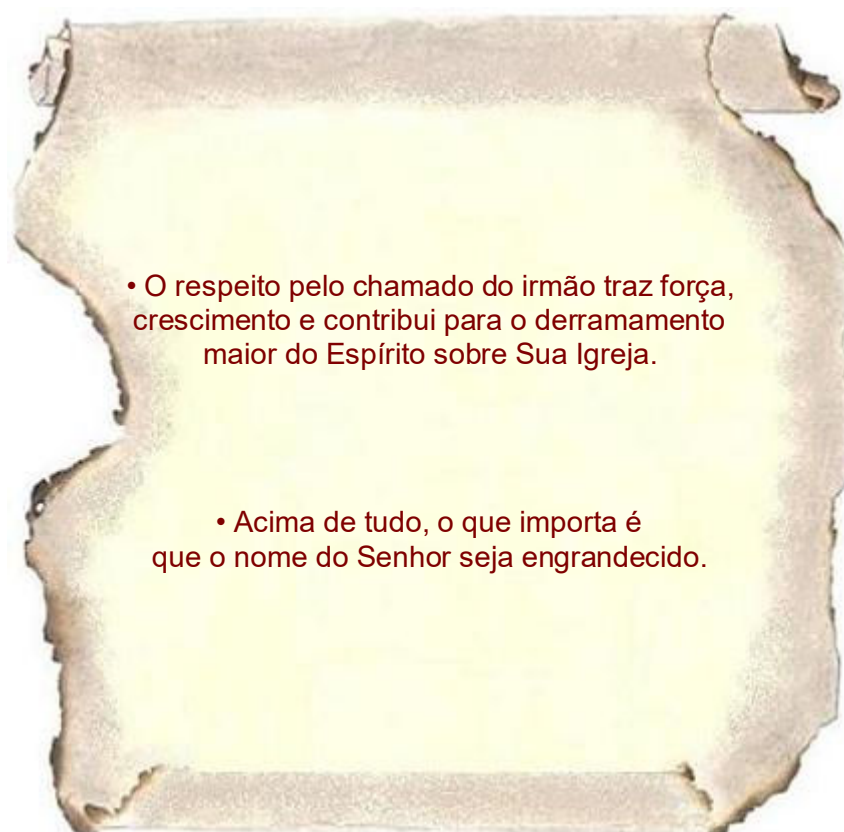 • O respeito pelo chamado do irmão traz força,
crescimento e contribui para o derramamento
maior do Espírito sobre Sua Igreja.
• Acima de tudo, o que importa é
que o nome do Senhor seja engrandecido.